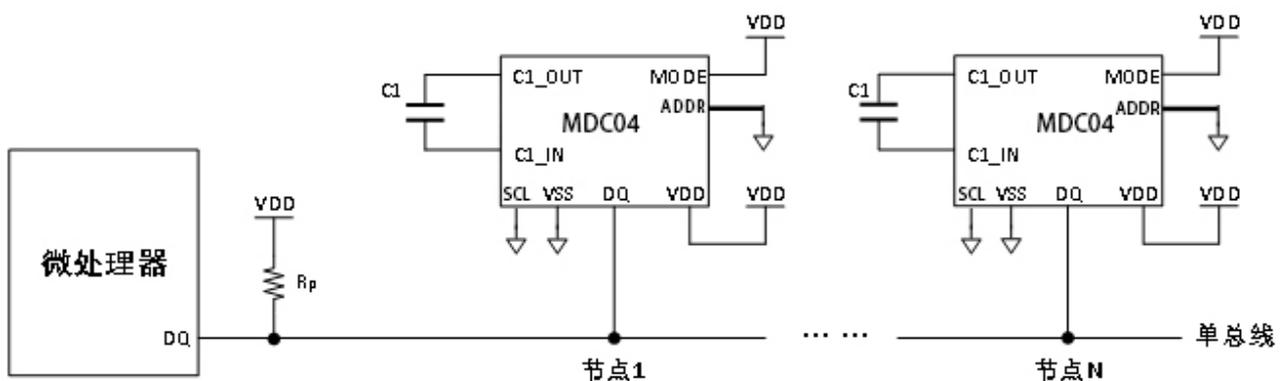 VDD
VDD
C1
C1_OUT
MODE
ADDR
MDC04
C1_IN
SCL
VSS
DQ
VDD
VDD
C1
C1_OUT
MODE
ADDR
MDC04
C1_IN
SCL
VSS
DQ
VDD
VDD
VDD
微处理器
Rp
DQ
... ...
单总线
节点1
节点N